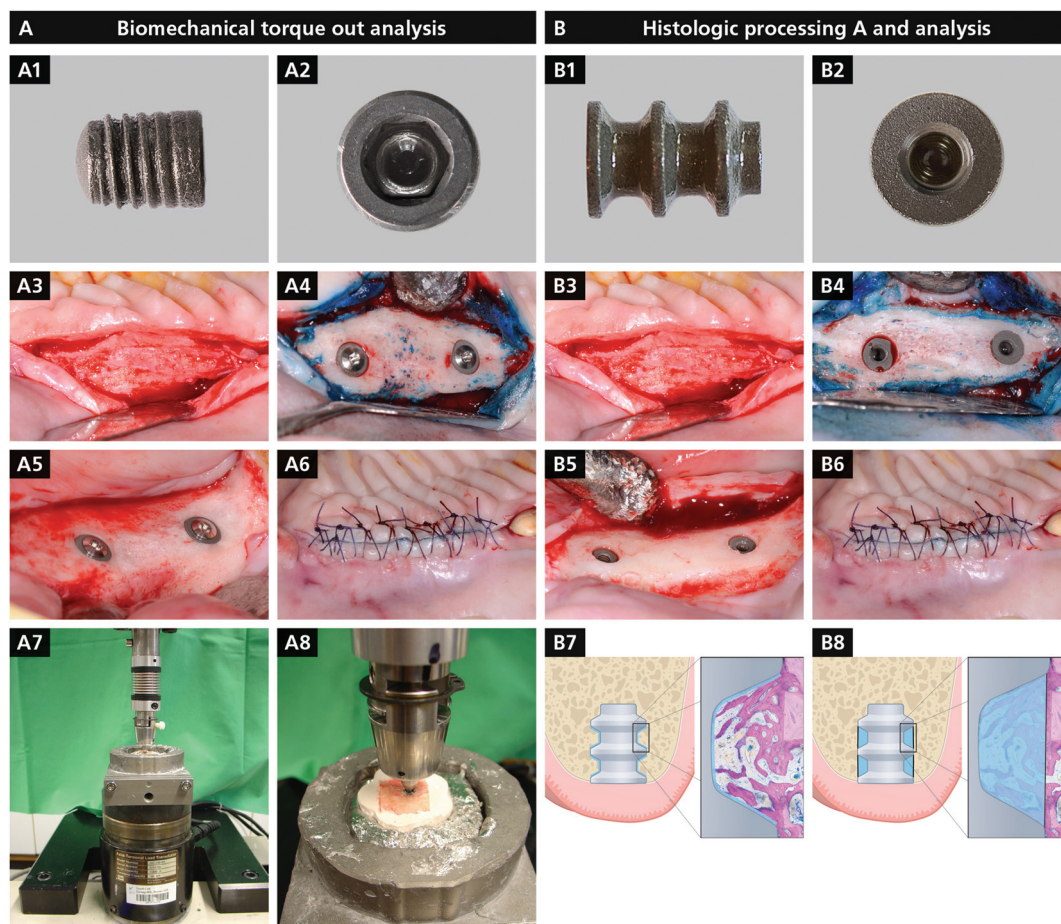 A Biomechanical torque out analysis
B Histologic processing A and analysis
A1
A2
B1
B2
A3
A4
B3
B4
A5
A6
B5
B6
A7
A8
B7
B8